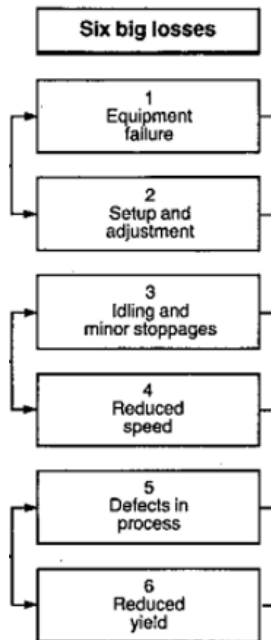 Six big losses
1
Equipment
failure
2
Setup and
adjustment
3
Idling and
minor stoppages
4
Reduced
speed
5
Defects in
process
6
Reduced
yield